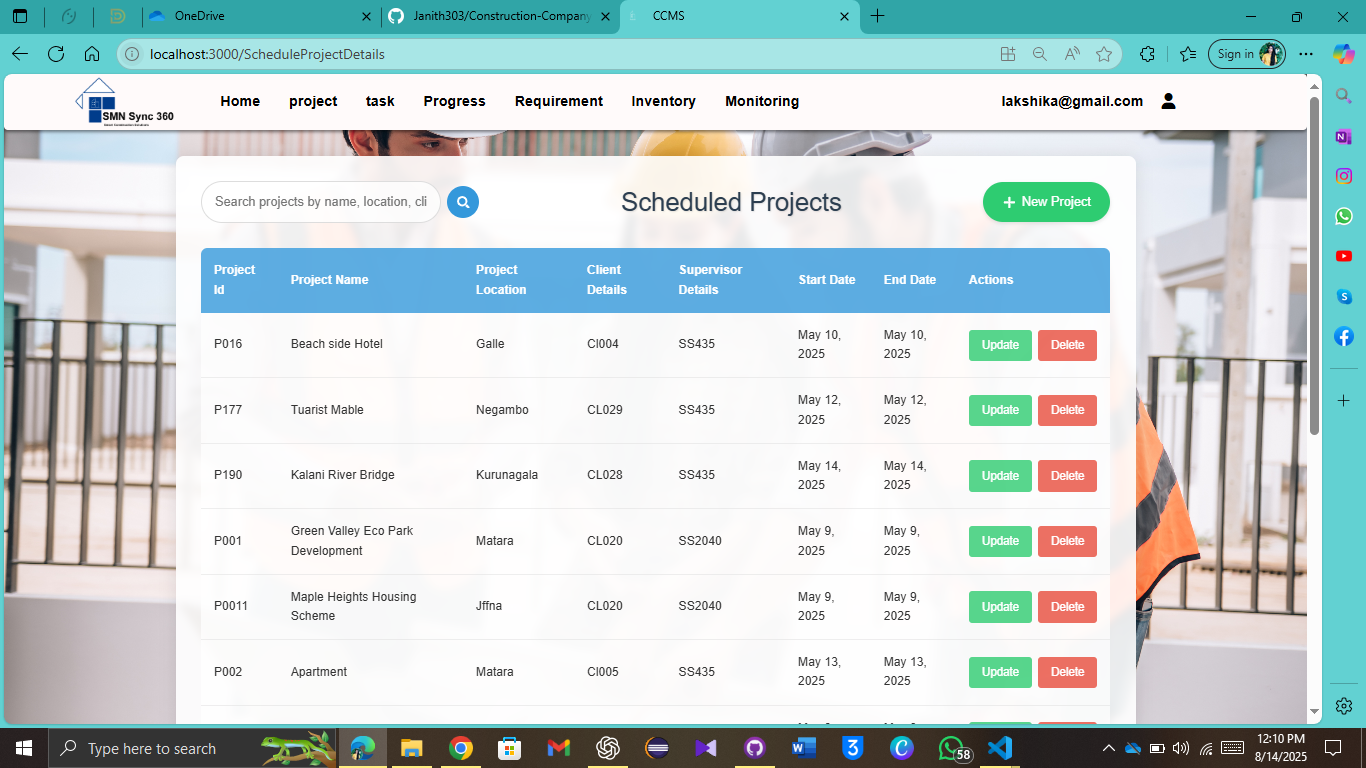 OneDrive
Janith303/Construction-Company
CCMS
localhost:3000/ScheduleProjectDetails
Sign in
SMN Sync 360
Home project task Progress Requirement Inventory Monitoring lakshika@gmail.com
Search projects by name, location, cli
Scheduled Projects
New Project
Project Id Project Name Project Location Client Details Supervisor Details Start Date End Date Actions
P016 Beach side Hotel Galle Cl004 SS435 May 10, 2025 May 10, 2025 Update Delete
P177 Tuarist Mable Negambo CL029 SS435 May 12, 2025 May 12, 2025 Update Delete
P190 Kalani River Bridge Kurunagala CL028 SS435 May 14, 2025 May 14, 2025 Update Delete
P001 Green Valley Eco Park Development Matara CL020 SS2040 May 9, 2025 May 9, 2025 Update Delete
P0011 Maple Heights Housing Scheme Jffna CL020 SS2040 May 9, 2025 May 9, 2025 Update Delete
P002 Apartment Matara Cl005 SS435 May 13, 2025 May 13, 2025 Update Delete
Type here to search
58
12:10 PM
8/14/2025